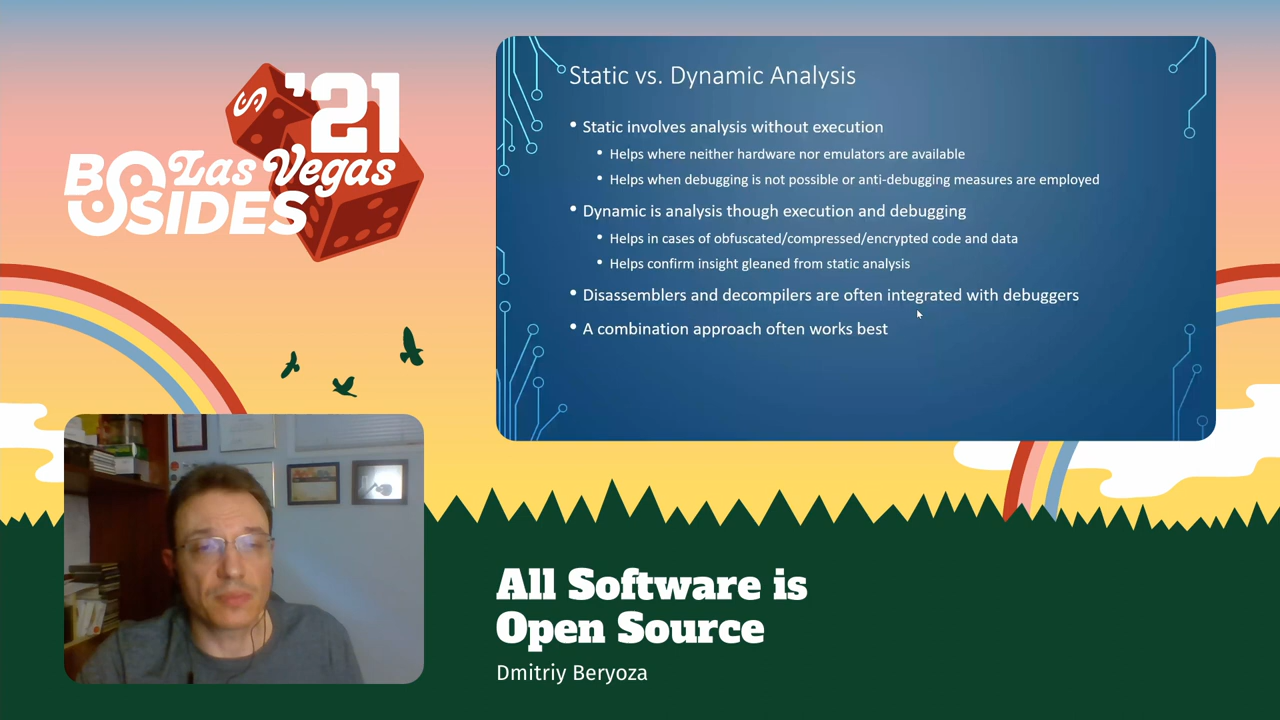 '21
BSIDES Las Vegas
Static vs. Dynamic Analysis
• Static involves analysis without execution
• Helps where neither hardware nor emulators are available
• Helps when debugging is not possible or anti-debugging measures are employed
• Dynamic is analysis though execution and debugging
• Helps in cases of obfuscated/compressed/encrypted code and data
• Helps confirm insight gleaned from static analysis
• Disassemblers and decompilers are often integrated with debuggers
• A combination approach often works best
All Software is
Open Source
Dmitriy Beryoza